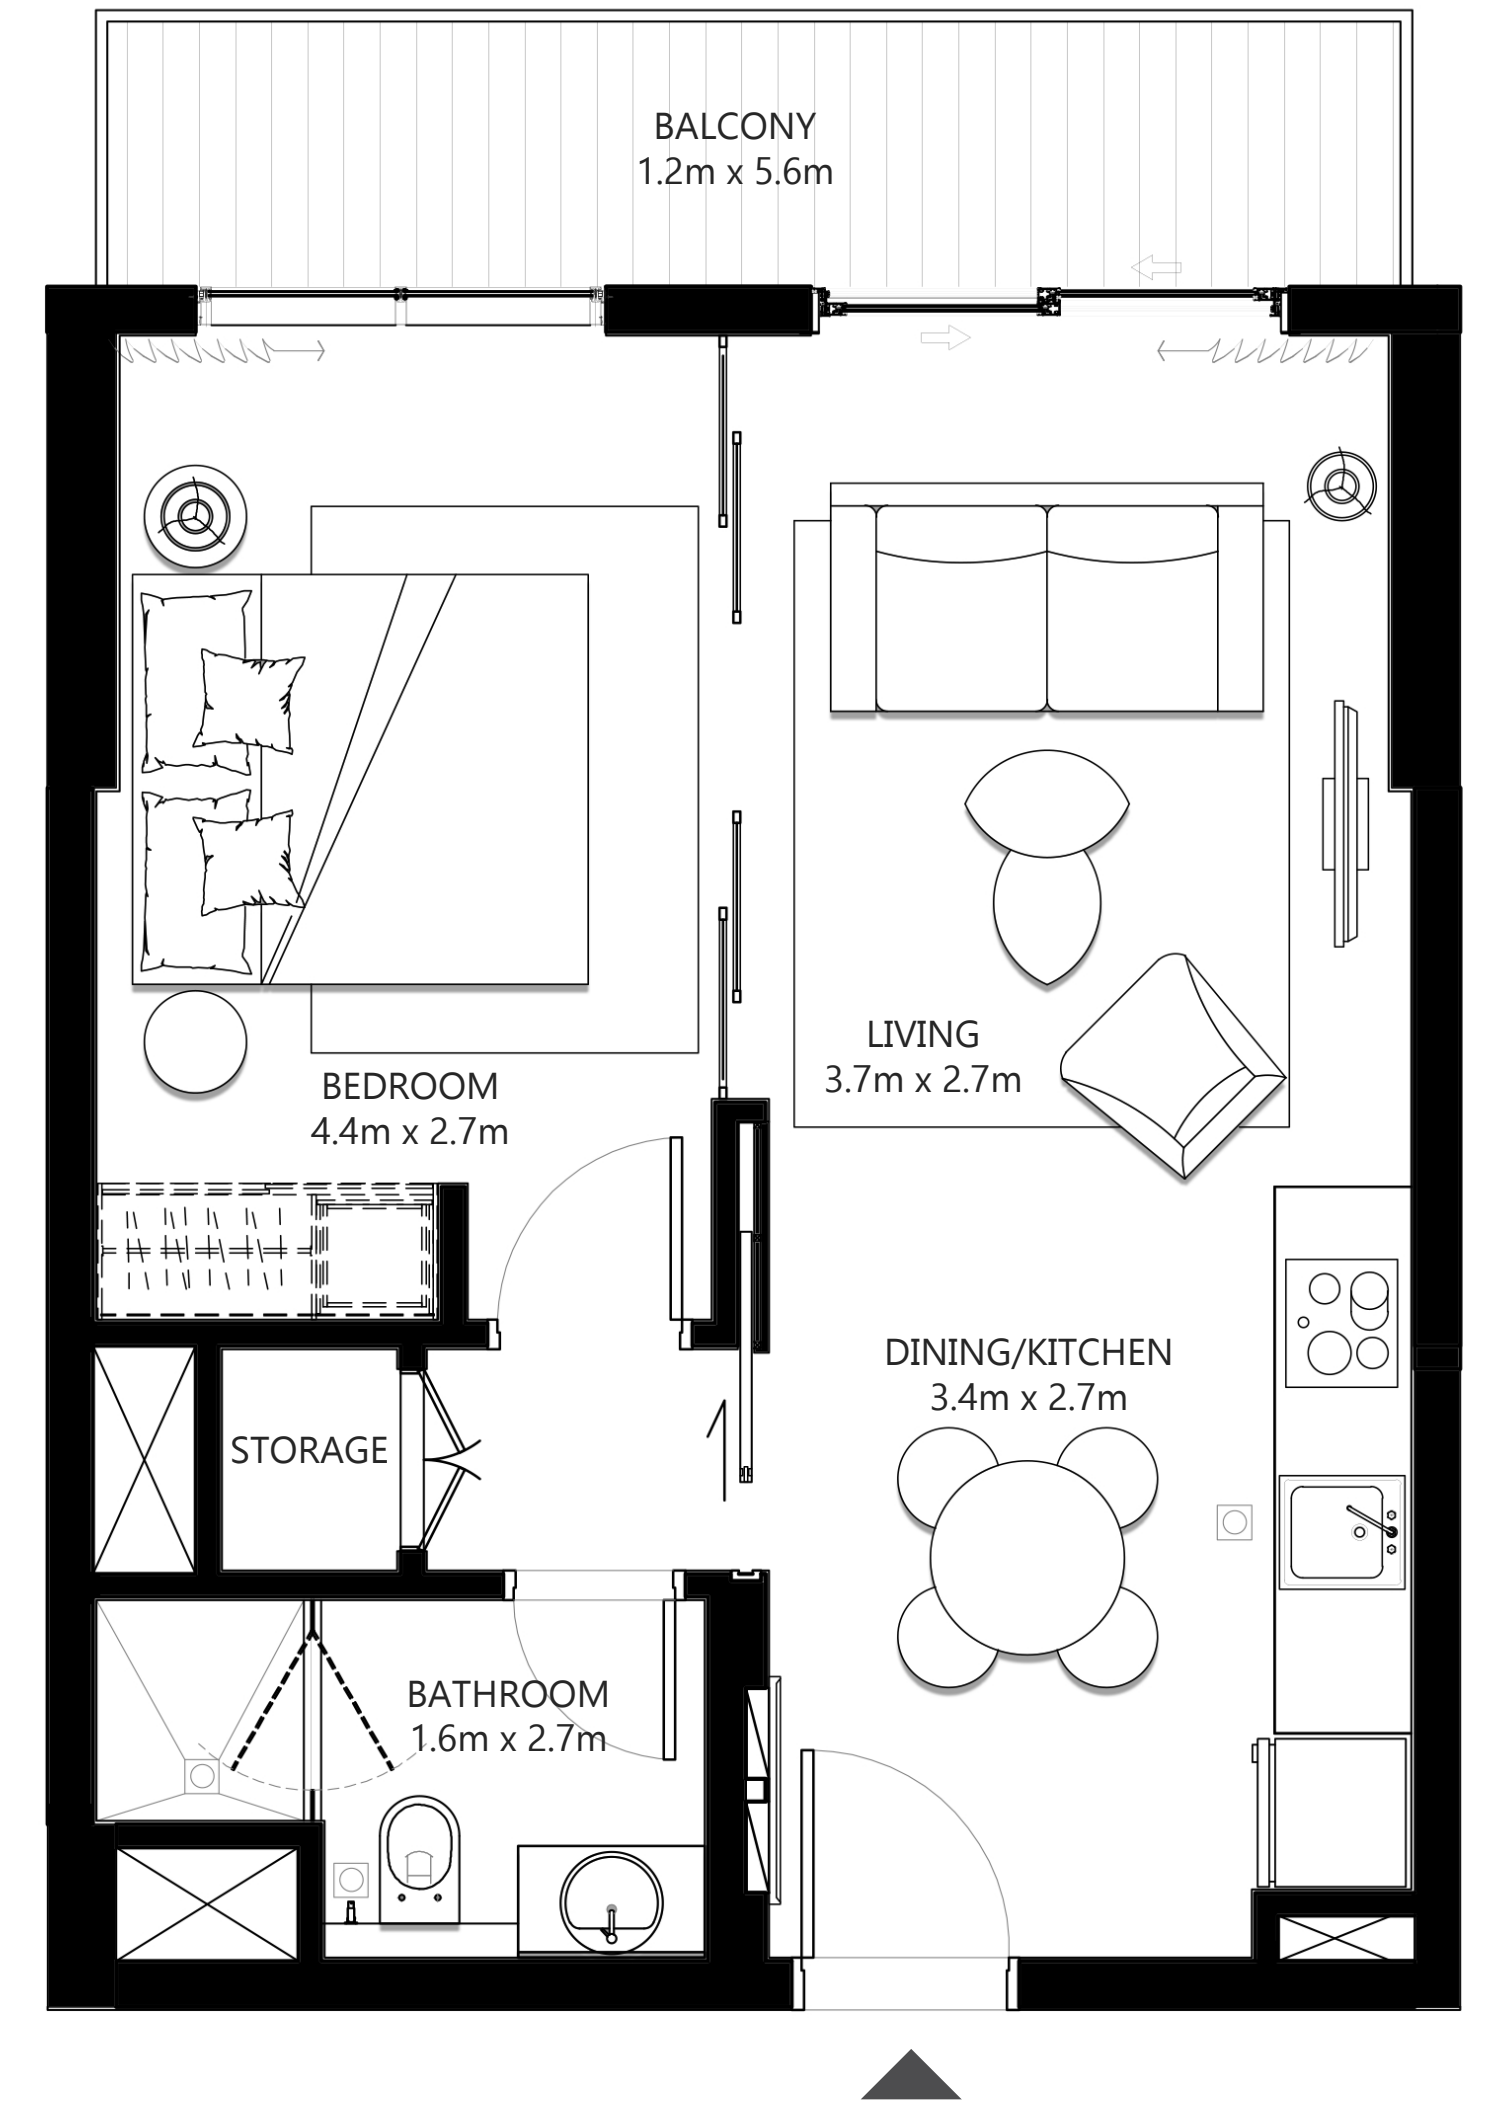 BALCONY
1.2m x 5.6m
LIVING
3.7m x 2.7m
BEDROOM
4.4m x 2.7m
DINING/KITCHEN
3.4m x 2.7m
STORAGE
BATHROOM
1.6m x 2.7m